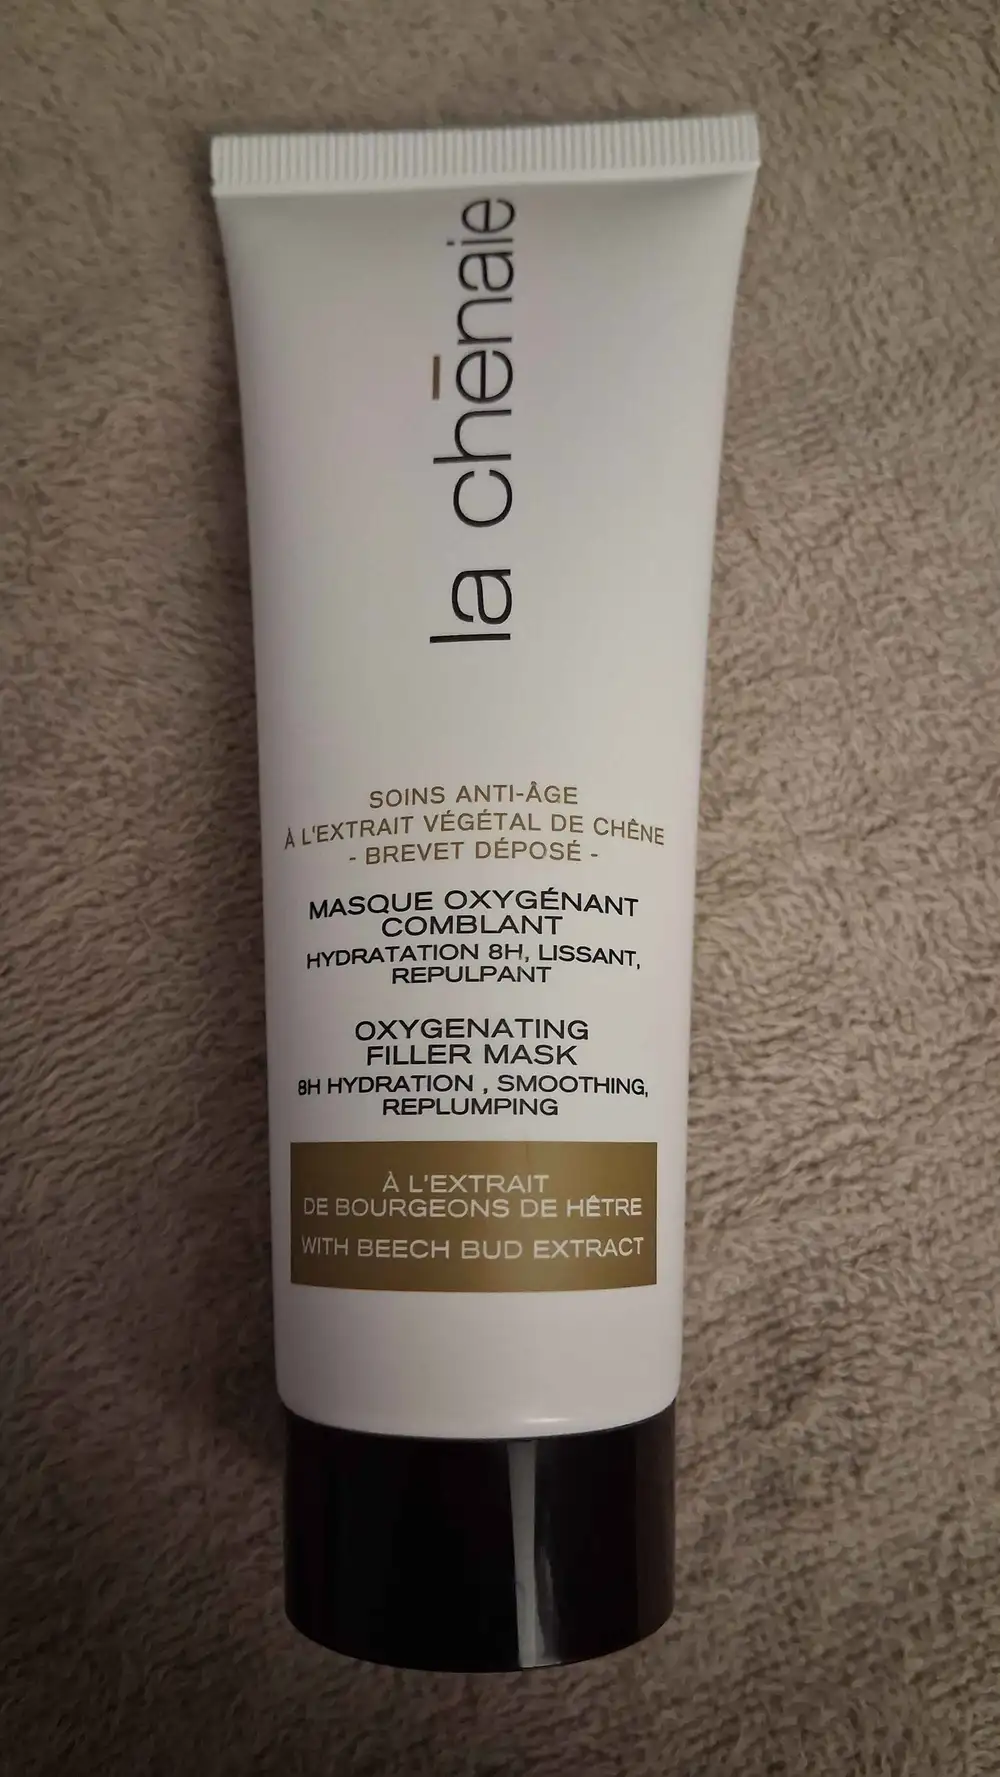 la chēnaie
SOINS ANTI-ÂGE
À L'EXTRAIT VÉGÉTAL DE CHÊNE
- BREVET DÉPOSÉ -
MASQUE OXYGÉNANT
COMBLANT
HYDRATATION 8H, LISSANT,
REPULPANT
OXYGENATING
FILLER MASK
8H HYDRATION , SMOOTHING,
REPLUMPING
À L'EXTRAIT
DE BOURGEONS DE HÊTRE
WITH BEECH BUD EXTRACT